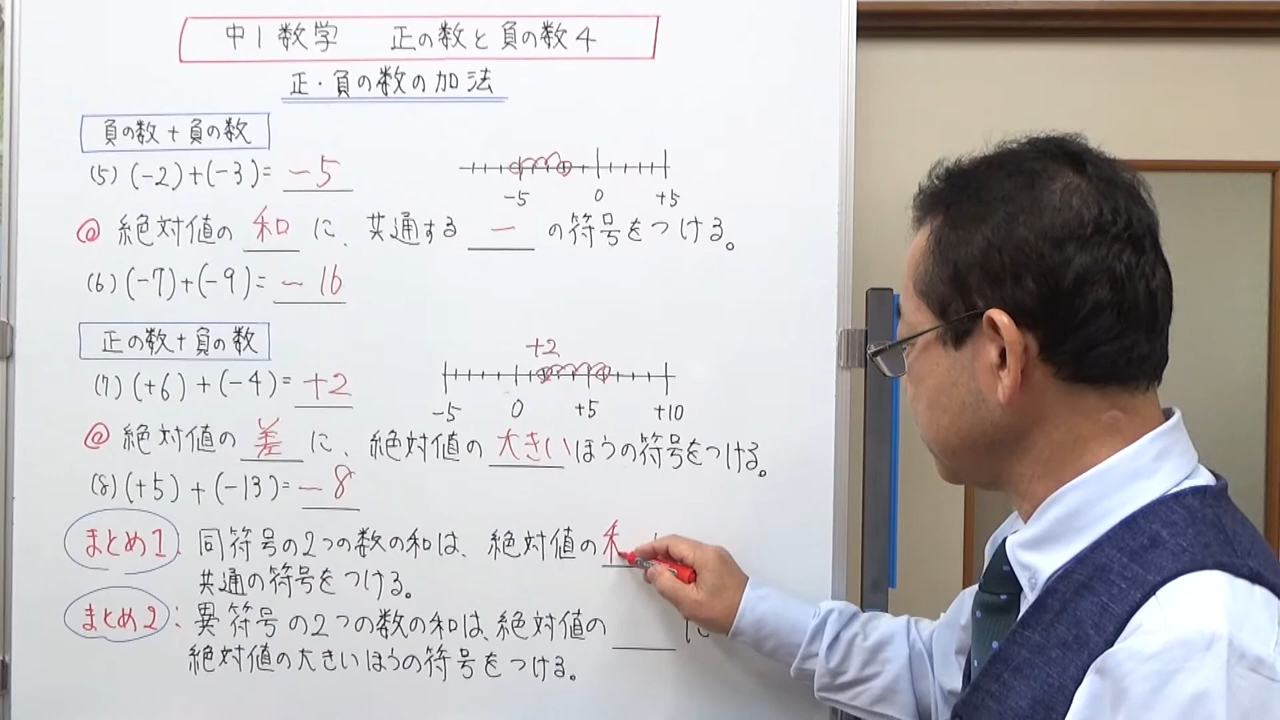 中1数学 正の数と負の数4
正・負の数の加法
負の数+負の数
(5) (-2)+(-3)= -5
-5 0 +5
@ 絶対値の 和 に、共通する - の符号をつける。
(6) (-7)+(-9)= -16
正の数+負の数
+2
(7) (+6)+(-4)= +2
-5 0 +5 +10
@ 絶対値の 差 に、絶対値の 大きい ほうの符号をつける。
(8) (+5)+(-13)= -8
まとめ1: 同符号の2つの数の和は、絶対値の
共通の符号をつける。
まとめ2: 異符号の2つの数の和は、絶対値の に
絶対値の大きいほうの符号をつける。